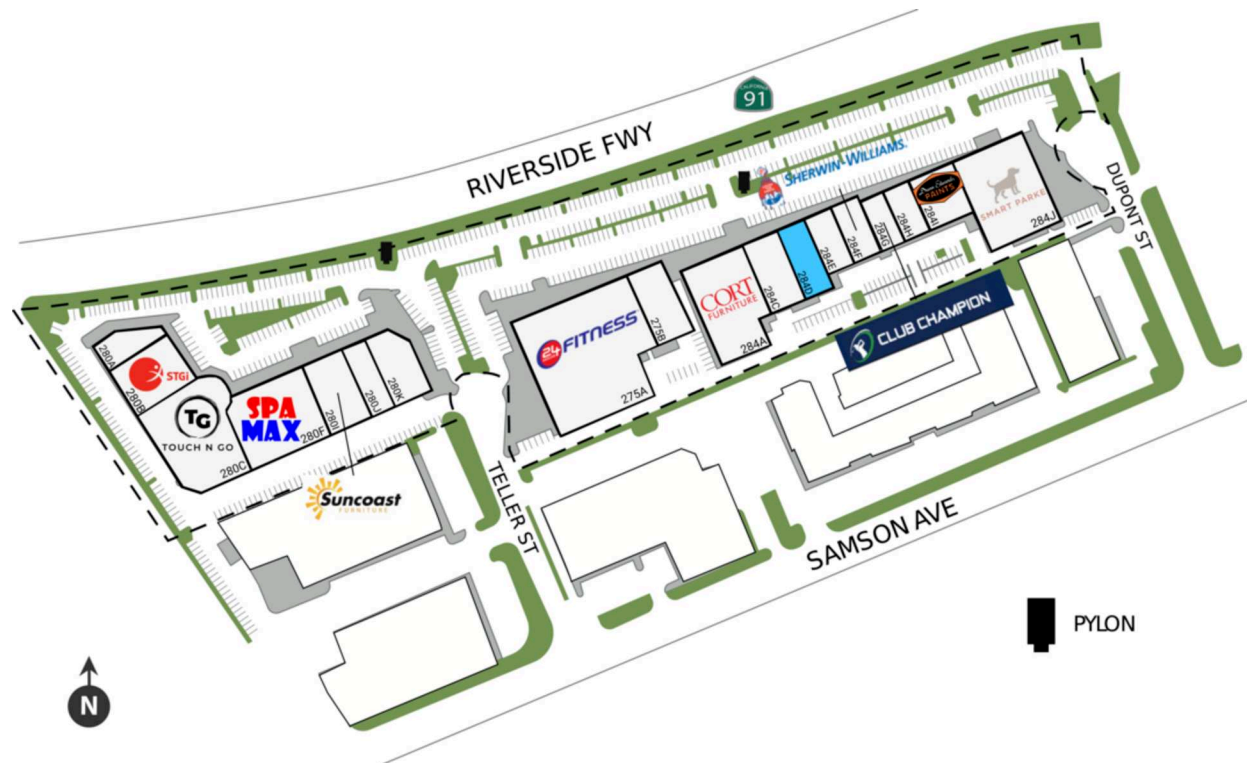 CALIFORNIA
91
RIVERSIDE FWY
SHERWIN-WILLIAMS.
PAINTS
284I
SMART PARKE
284J
DUPONT ST
284H
284G
284F
284E
284D
284C
CORT
FURNITURE
284A
CLUB CHAMPION
24
FITNESS
275B
275A
280A
STGi
280B
TG
TOUCH N GO
280C
SPA
MAX
280F
280I
280J
280K
Suncoast
FURNITURE
TELLER ST
SAMSON AVE
PYLON
N